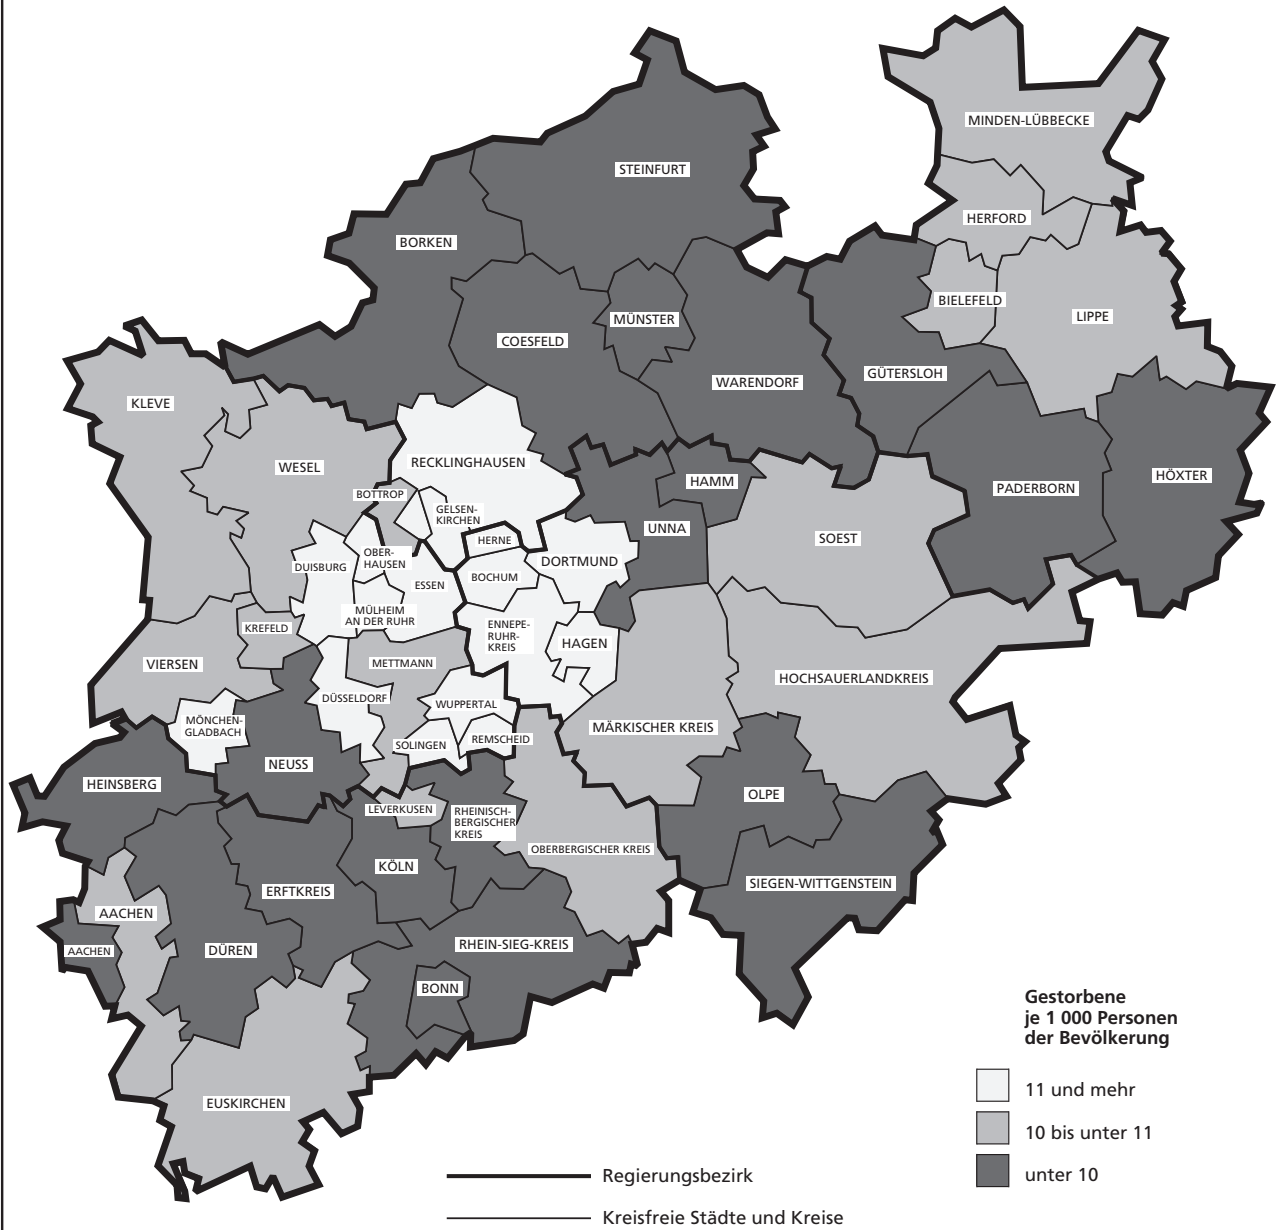 MINDEN-LÜBBECKE
STEINFURT
HERFORD
BORKEN
BIELEFELD
LIPPE
MÜNSTER
COESFELD
GÜTERSLOH
WARENDORF
KLEVE
RECKLINGHAUSEN
WESEL
HÖXTER
HAMM
PADERBORN
BOTTROP
GELSEN-
KIRCHEN
UNNA
SOEST
HERNE
OBER-
HAUSEN
DORTMUND
DUISBURG
BOCHUM
ESSEN
MÜLHEIM
AN DER RUHR
KREFELD
ENNEPE-
RUHR-
KREIS
HAGEN
VIERSEN
METTMANN
HOCHSAUERLANDKREIS
DÜSSELDORF
WUPPERTAL
MÖNCHEN-
GLADBACH
MÄRKISCHER KREIS
REMSCHEID
SOLINGEN
NEUSS
HEINSBERG
OLPE
LEVERKUSEN
RHEINISCH-
BERGISCHER
KREIS
OBERBERGISCHER KREIS
KÖLN
SIEGEN-WITTGENSTEIN
ERFTKREIS
AACHEN
RHEIN-SIEG-KREIS
AACHEN
DÜREN
BONN
EUSKIRCHEN
Gestorbene
je 1 000 Personen
der Bevölkerung
11 und mehr
10 bis unter 11
unter 10
Regierungsbezirk
Kreisfreie Städte und Kreise